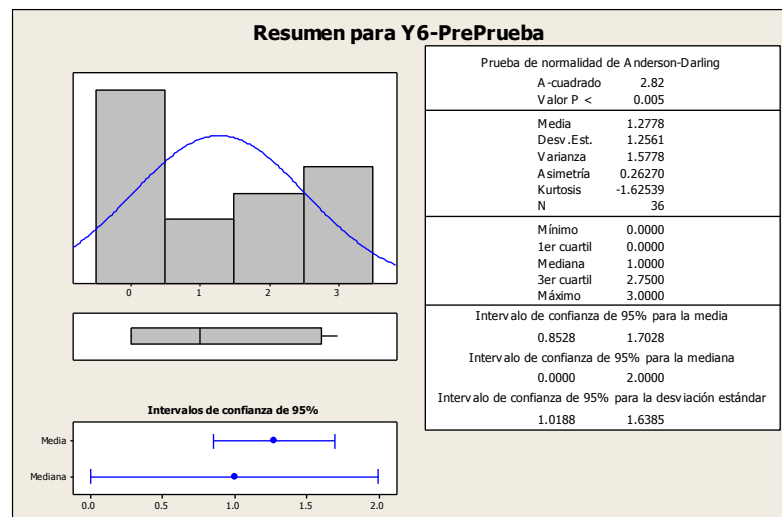 Resumen para Y6-PrePrueba
0 1 2 3
Intervalos de confianza de 95%
Media
Mediana
0.0 0.5 1.0 1.5 2.0
Prueba de normalidad de Anderson-Darling
A-cuadrado 2.82
Valor P < 0.005
Media 1.2778
Desv.Est. 1.2561
Varianza 1.5778
Asimetría 0.26270
Kurtosis -1.62539
N 36
Mínimo 0.0000
1er cuartil 0.0000
Mediana 1.0000
3er cuartil 2.7500
Máximo 3.0000
Intervalo de confianza de 95% para la media
0.8528 1.7028
Intervalo de confianza de 95% para la mediana
0.0000 2.0000
Intervalo de confianza de 95% para la desviación estándar
1.0188 1.6385